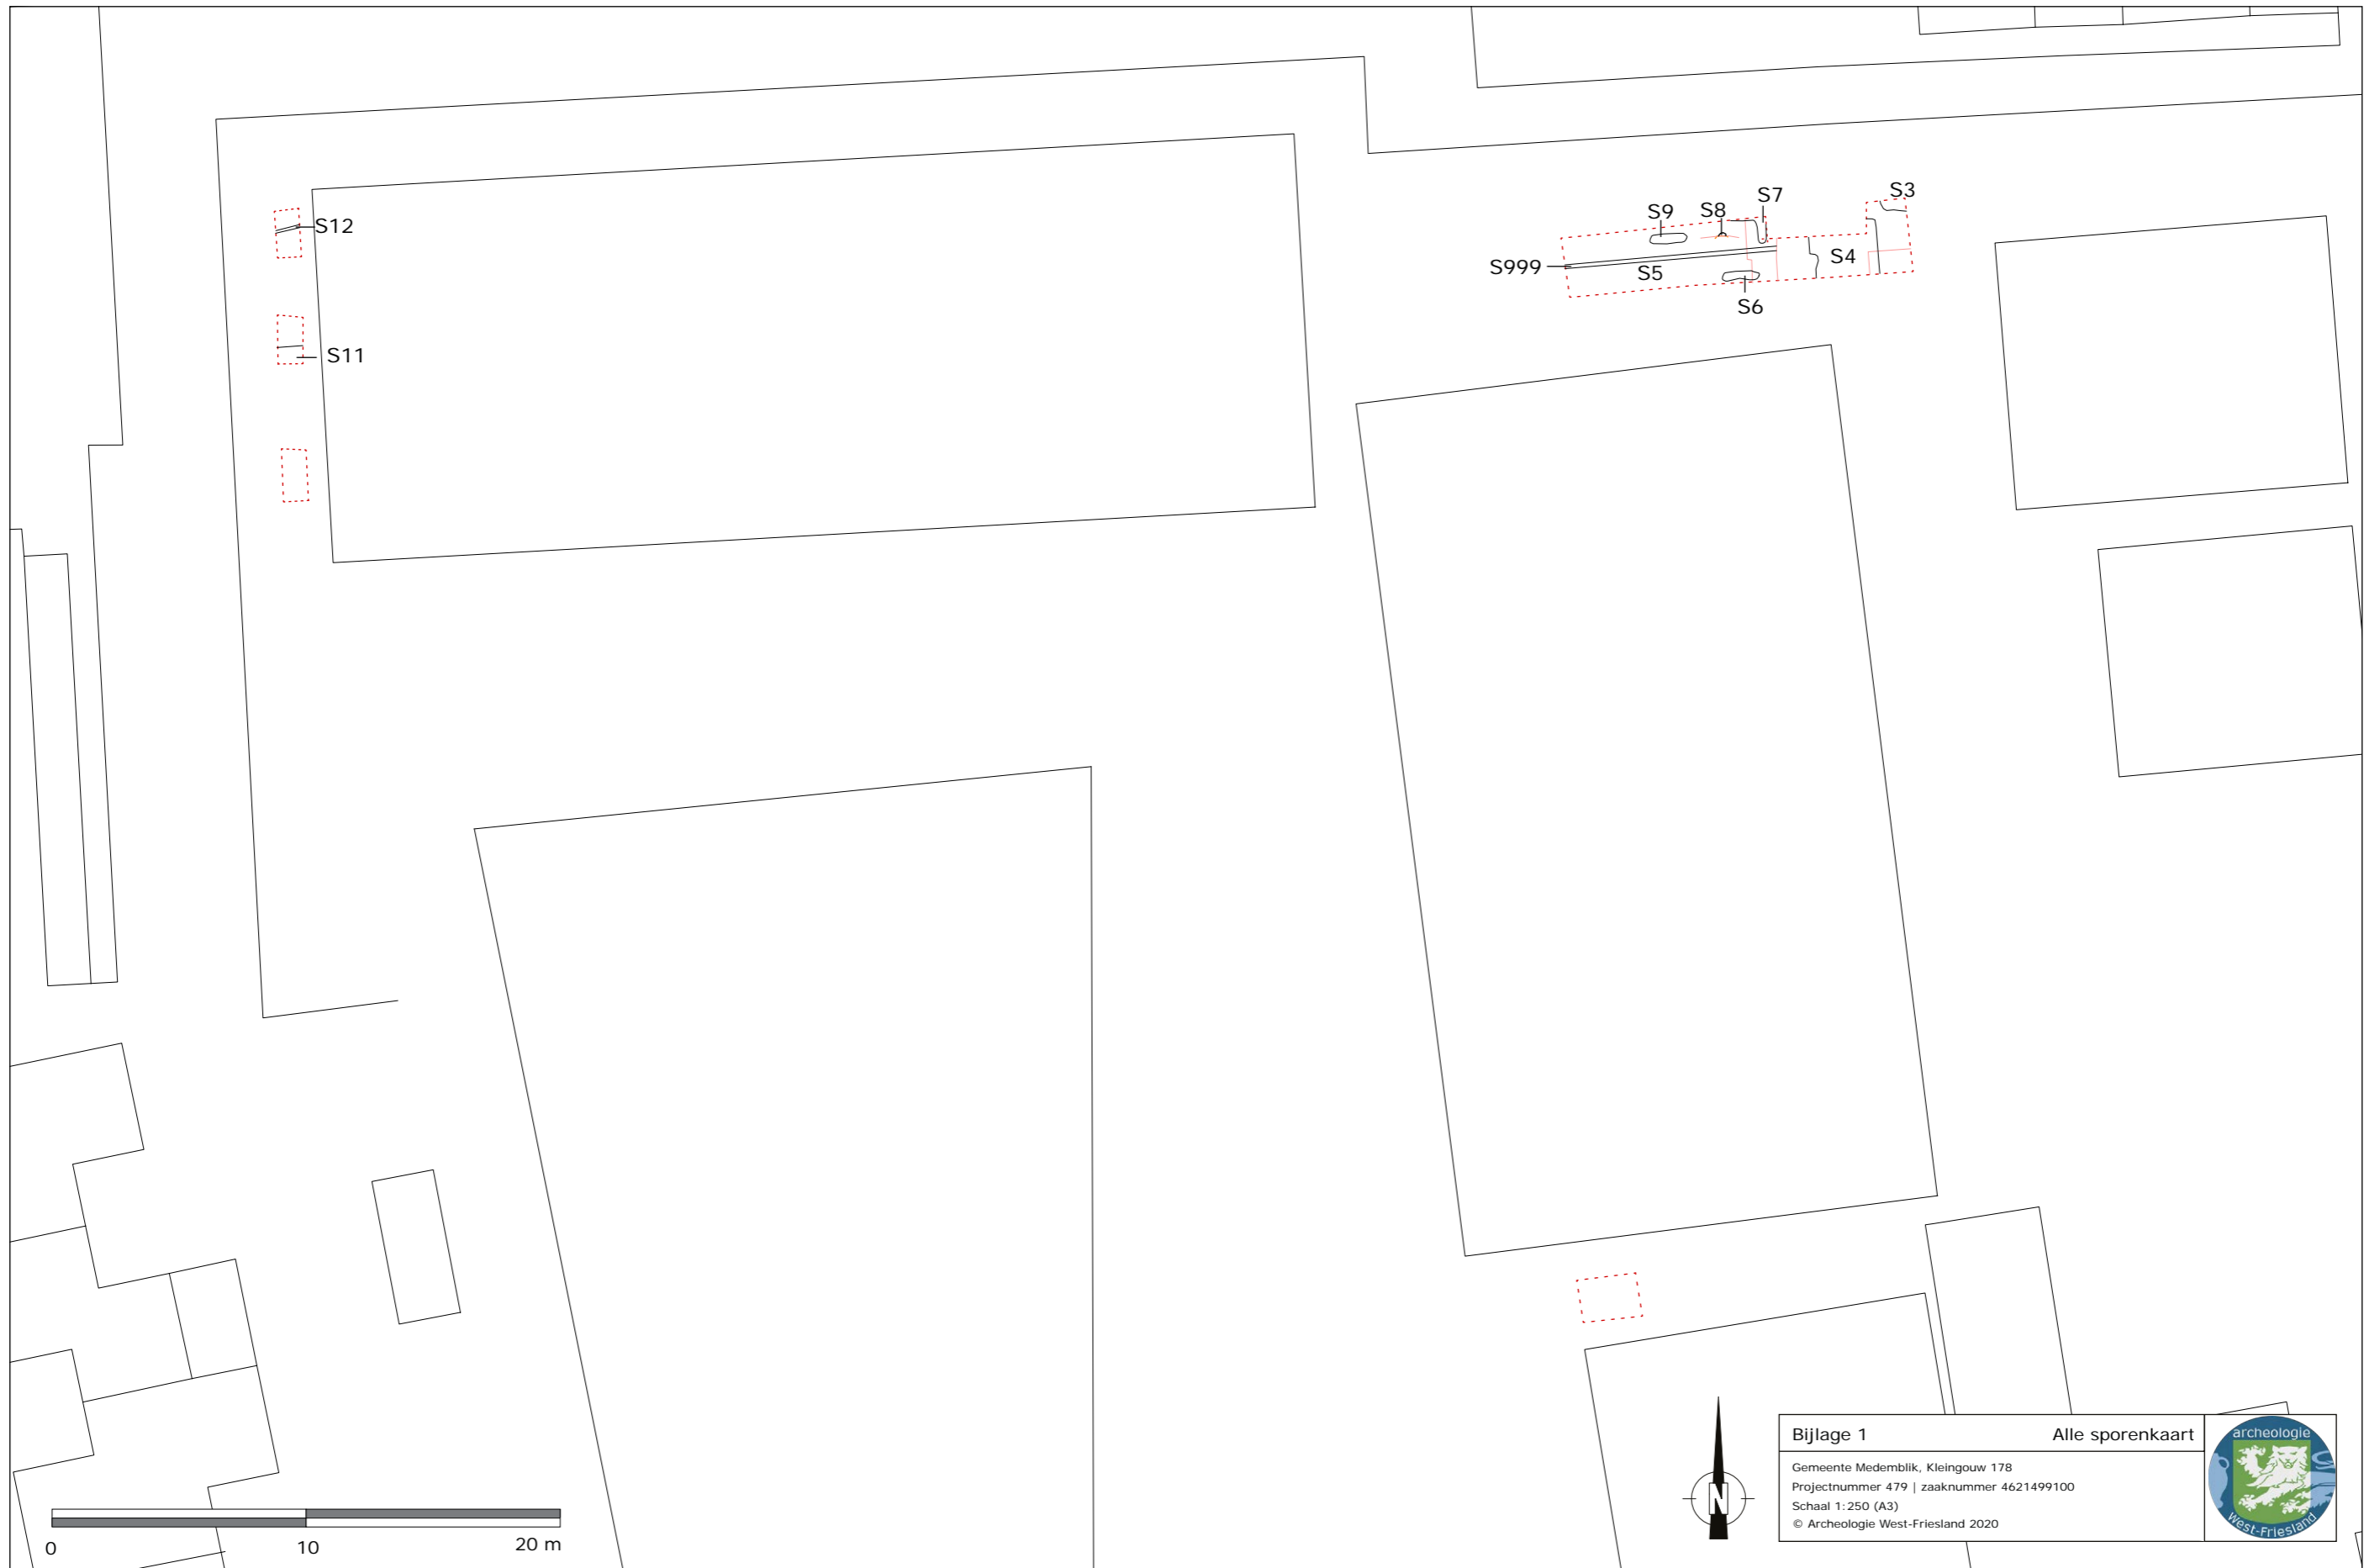 S3
S7
S8
S9
S12
S4
S999
S5
S6
S11
Bijlage 1 Alle sporenkaart
Gemeente Medemblik, Kleingouw 178
Projectnummer 479 | zaaknummer 4621499100
Schaal 1:250 (A3)
© Archeologie West-Friesland 2020
archeologie
West-Friesland
N
0 10 20 m